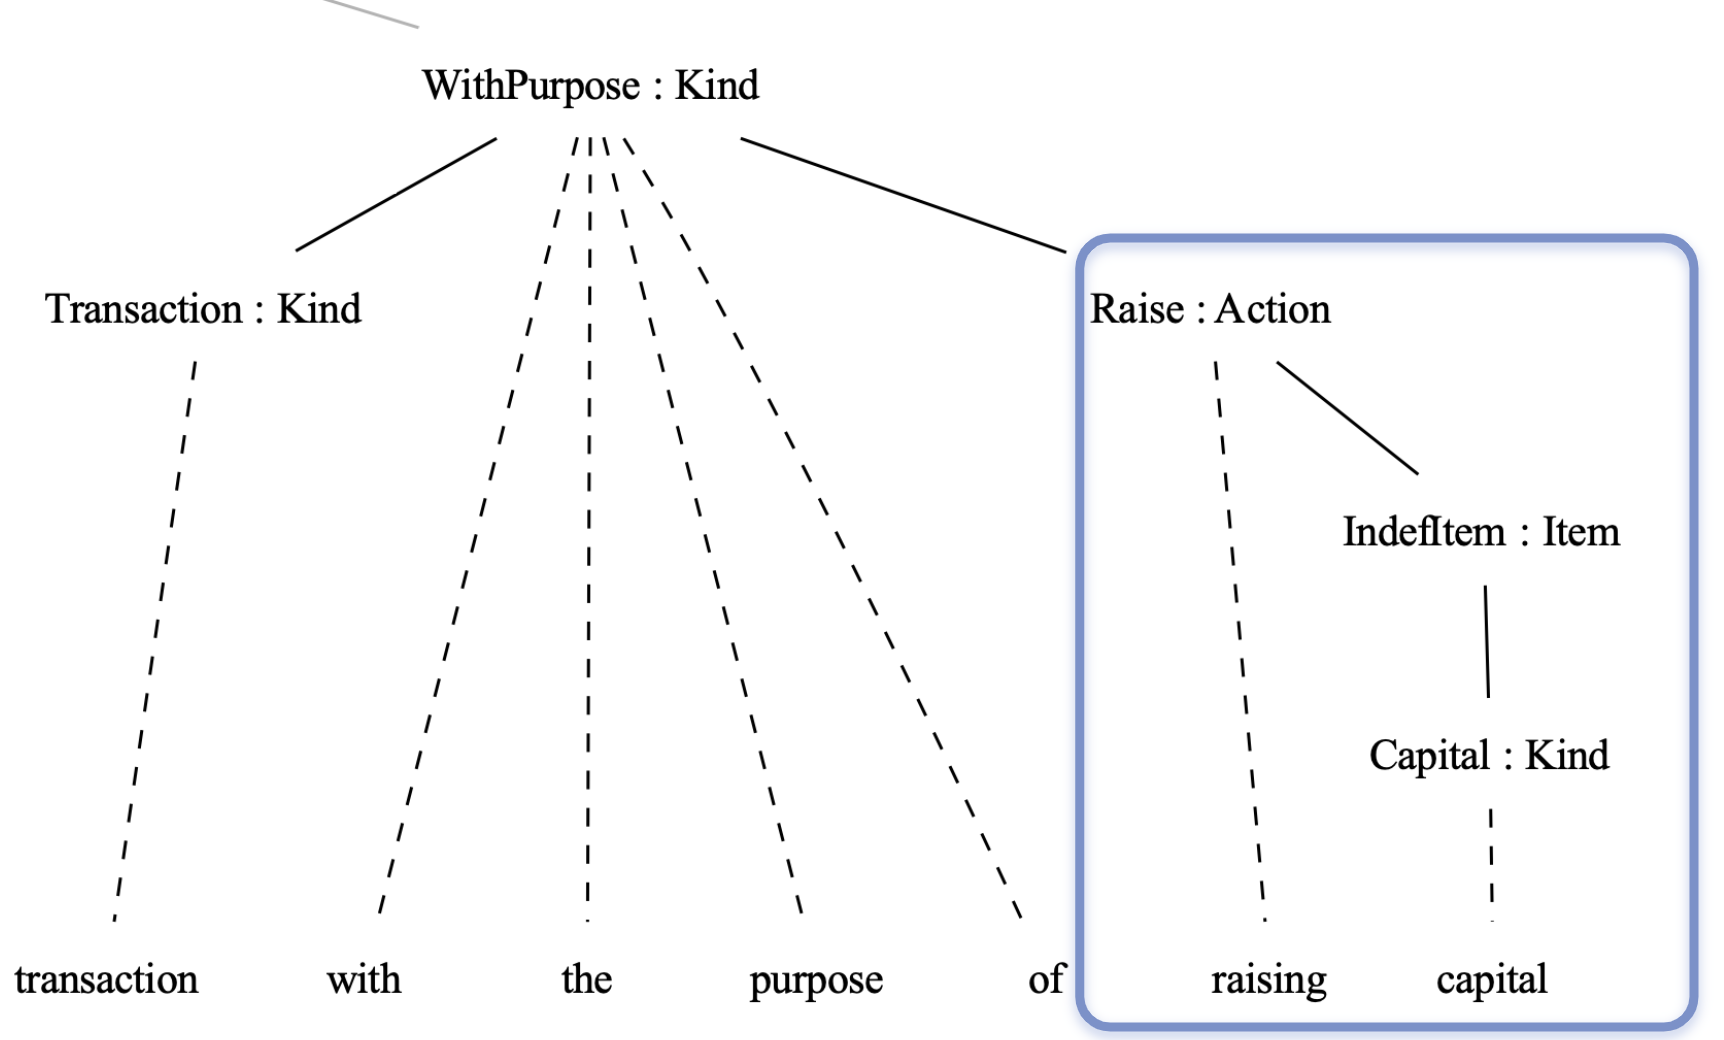 WithPurpose : Kind
Transaction : Kind
Raise : Action
IndefItem : Item
Capital : Kind
transaction with the purpose of raising capital